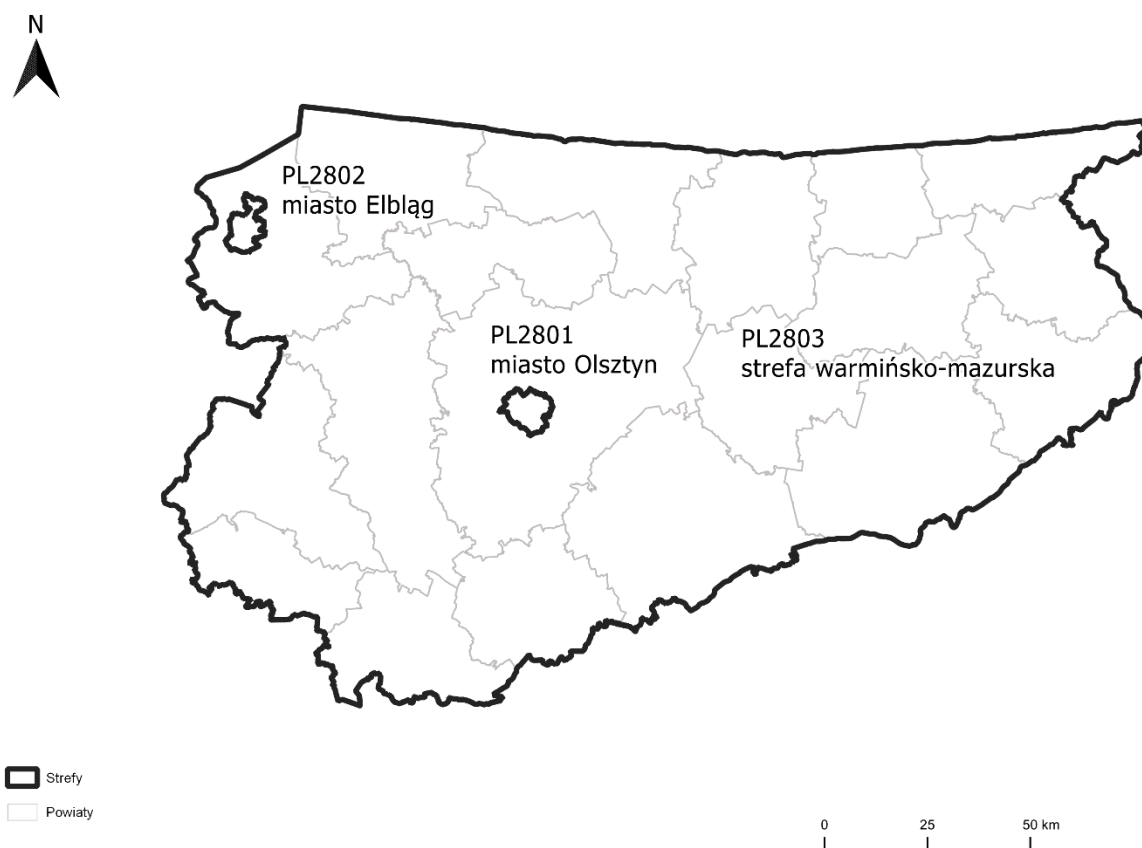 N
PL2802
miasto Elbląg
PL2801
miasto Olsztyn
PL2803
strefa warmińsko-mazurska
Strefy
Powiaty
0 25 50 km